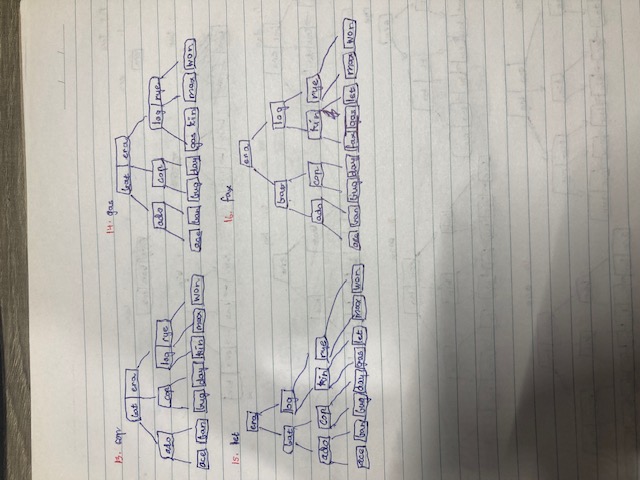 13. cop
bat era
ado cop log rye
ace ban bug day kin max won
14. gas
bat era
ado cop log rye
ace ban bug day gas kin max won
15. let
era
bat log
ado cop kin rye
ace ban bug day gas let max won
16. fax
era
bat log
ado cop kin rye
ace ban bug day fax gas let max won